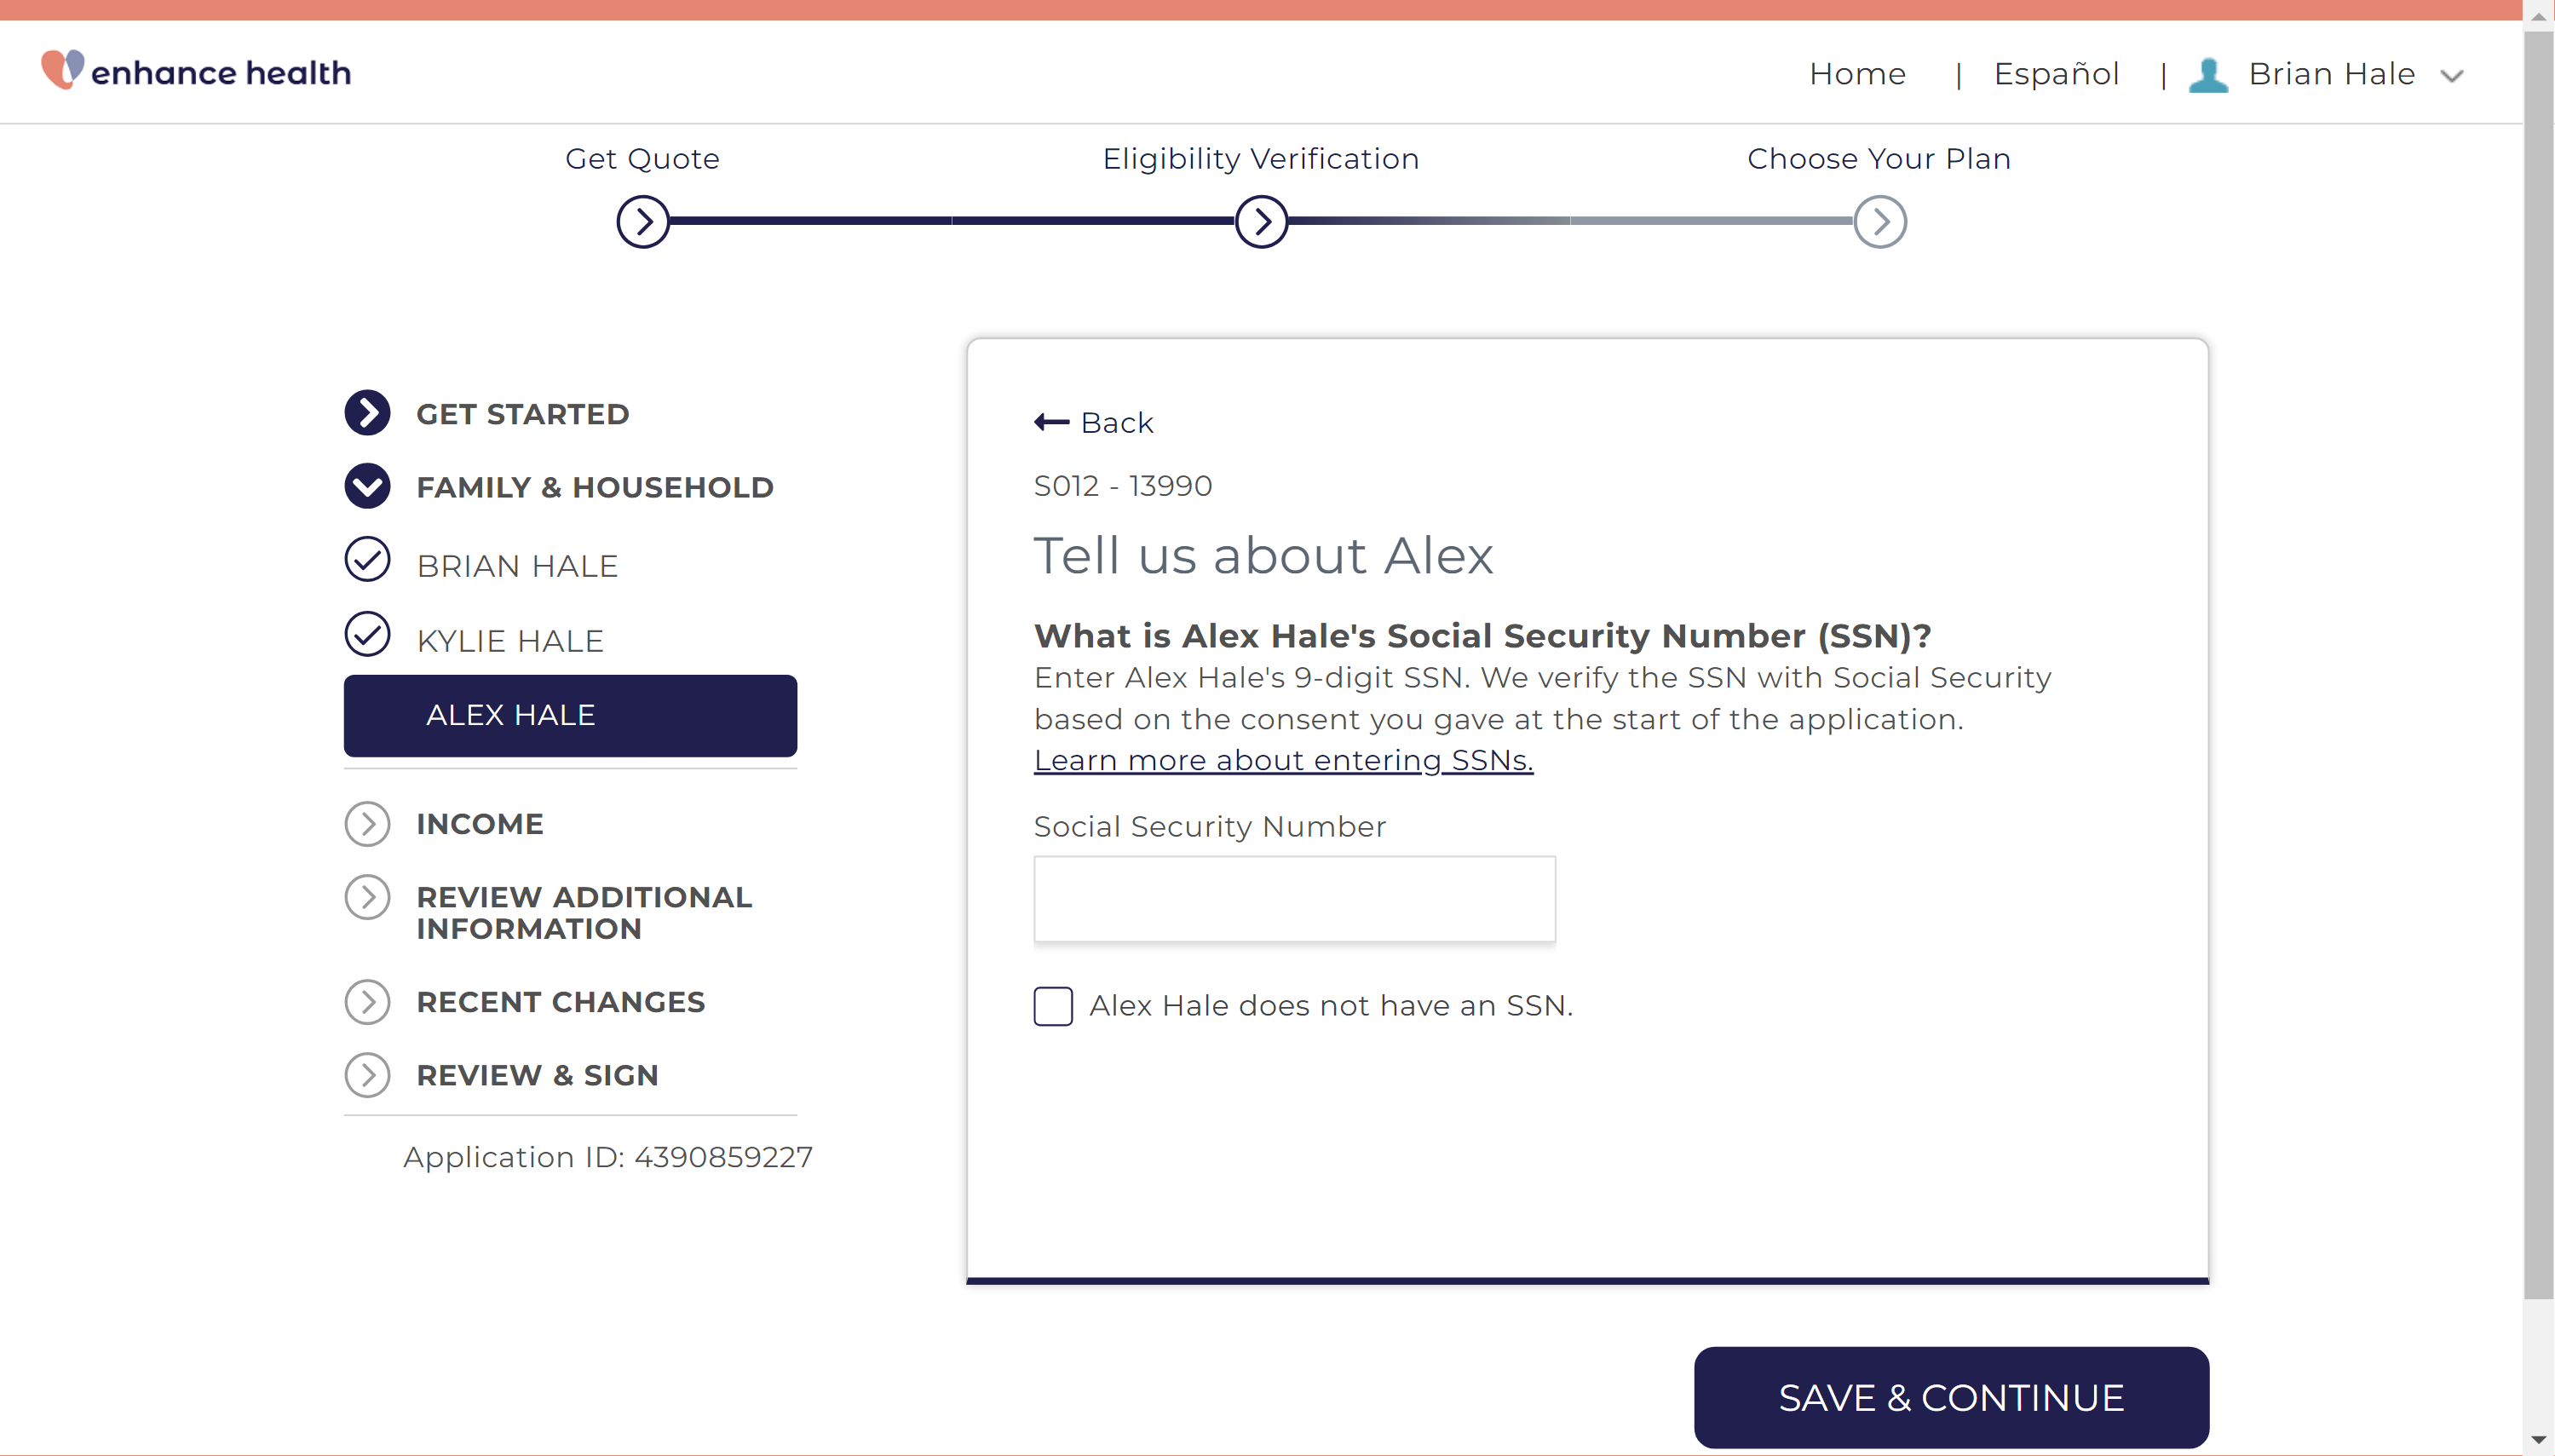 enhance health
Home | Español | Brian Hale
Get Quote
Eligibility Verification
Choose Your Plan
GET STARTED
FAMILY & HOUSEHOLD
BRIAN HALE
KYLIE HALE
ALEX HALE
INCOME
REVIEW ADDITIONAL
INFORMATION
RECENT CHANGES
REVIEW & SIGN
Application ID: 4390859227
Back
S012 - 13990
Tell us about Alex
What is Alex Hale's Social Security Number (SSN)?
Enter Alex Hale's 9-digit SSN. We verify the SSN with Social Security
based on the consent you gave at the start of the application.
Learn more about entering SSNs.
Social Security Number
Alex Hale does not have an SSN.
SAVE & CONTINUE